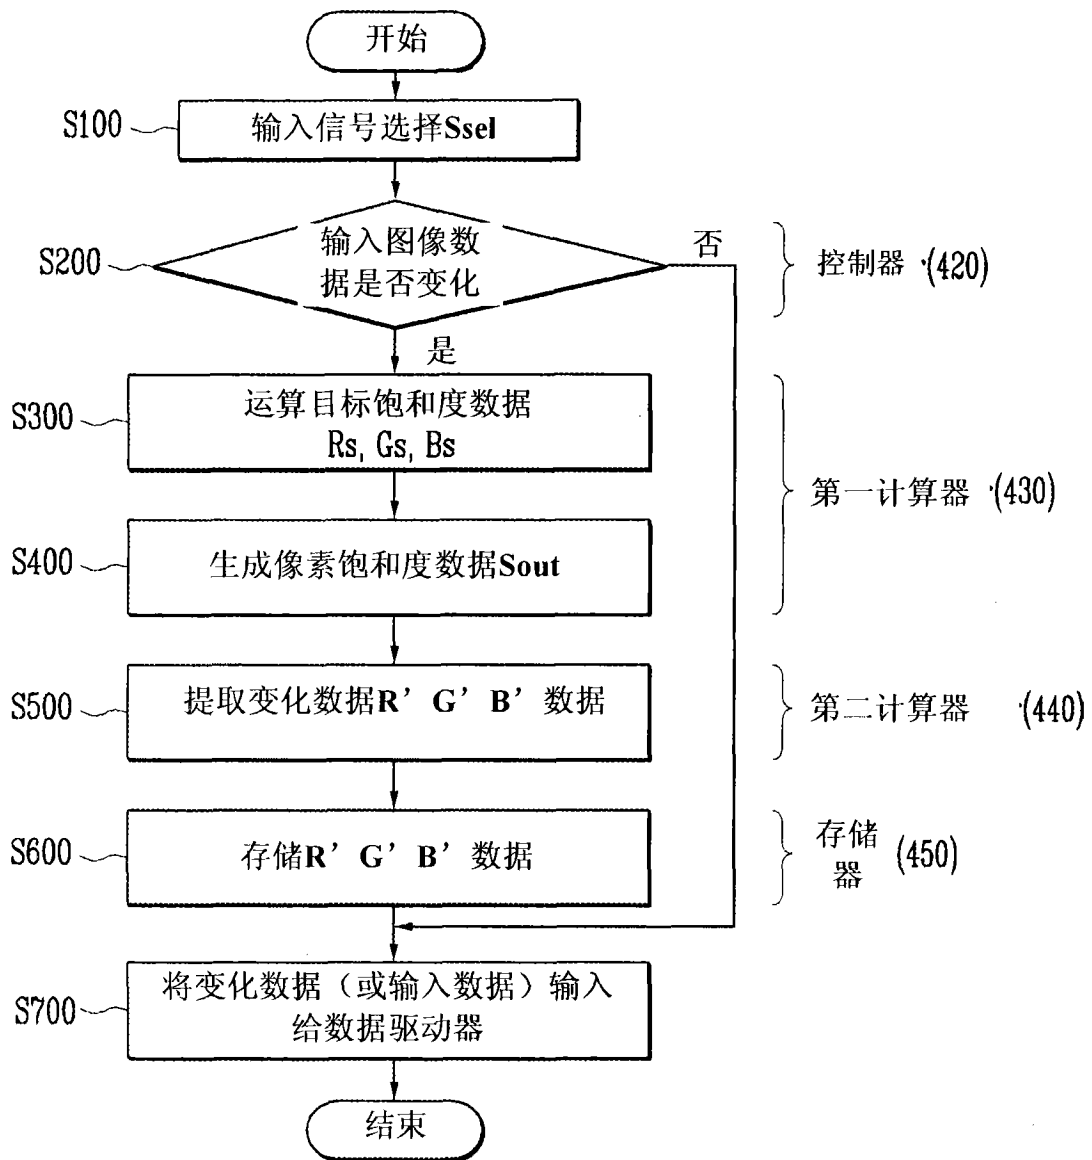 开始
S100
输入信号选择Ssel
S200
输入图像数
据是否变化
否
控制器 (420)
是
S300
运算目标饱和度数据
Rs, Gs, Bs
第一计算器 (430)
S400
生成像素饱和度数据Sout
S500
提取变化数据R’ G’ B’ 数据
第二计算器 (440)
S600
存储R’ G’ B’ 数据
存储
器
(450)
S700
将变化数据（或输入数据）输入
给数据驱动器
结束